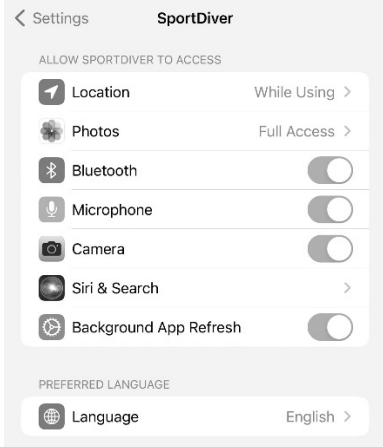 Settings
SportDiver
ALLOW SPORTDIVER TO ACCESS
Location While Using
Photos Full Access
Bluetooth
Microphone
Camera
Siri & Search
Background App Refresh
PREFERRED LANGUAGE
Language English